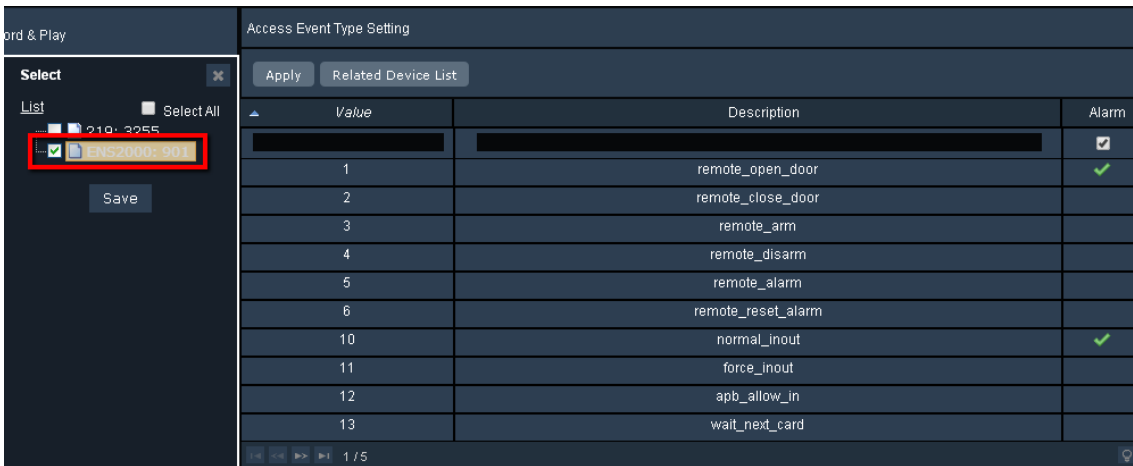 ord & Play
Select
List
Select All
219: 3255
ENS2000: 901
Save
Access Event Type Setting
Apply Related Device List
Value Description Alarm
1 remote_open_door
2 remote_close_door
3 remote_arm
4 remote_disarm
5 remote_alarm
6 remote_reset_alarm
10 normal_inout
11 force_inout
12 apb_allow_in
13 wait_next_card
1 / 5